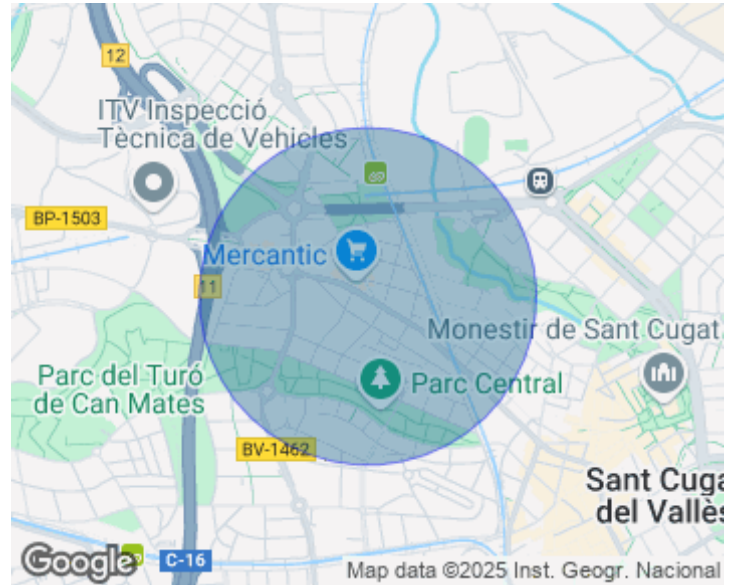 12
ITV Inspecció
Tècnica de Vehicles
BP-1503
Mercantic
11
Monestir de Sant Cugat
Parc del Turó
de Can Mates
Parc Central
BV-1462
Sant Cuga
del Vallès
Google
C-16
Map data ©2025 Inst. Geogr. Nacional